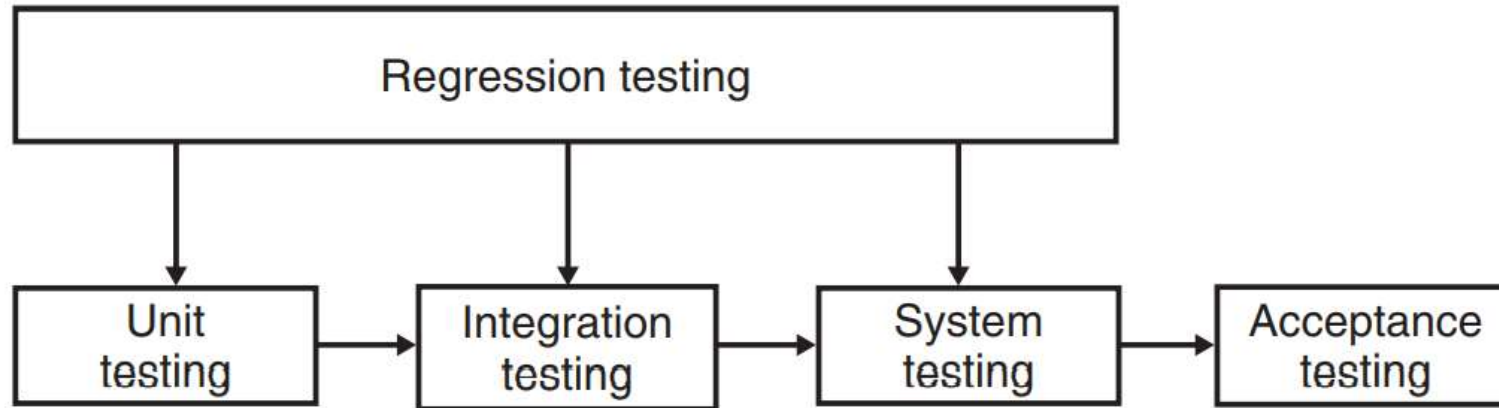 Regression testing
Unit
testing
Integration
testing
System
testing
Acceptance
testing